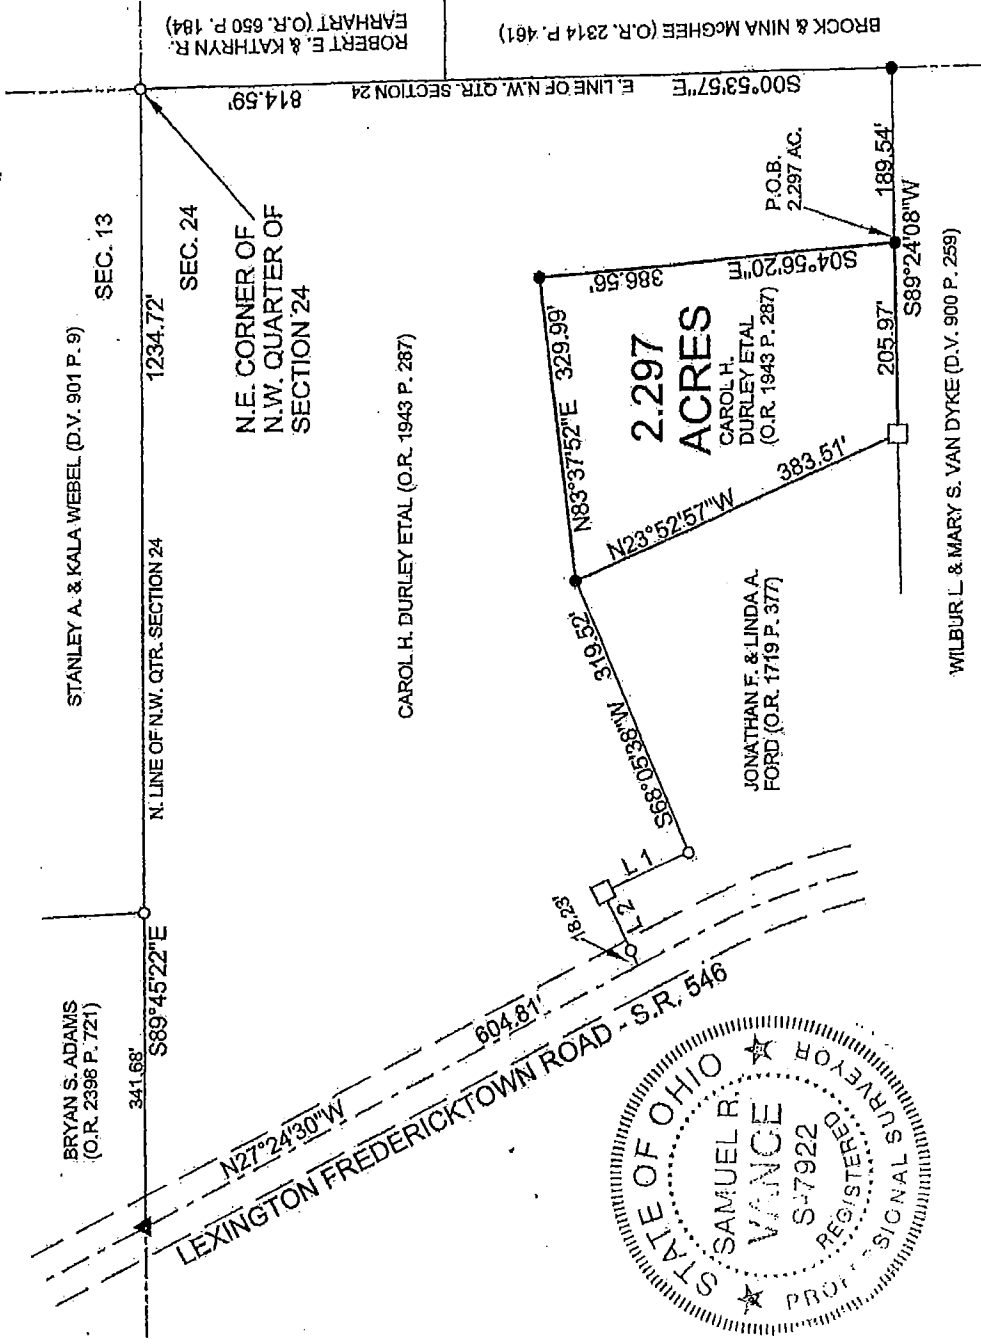 ROBERT E. & KATHRYN R.
EARHART (O.R. 650 P. 184)
BROCK & NINA McGHEE (O.R. 2314 P. 461)
STANLEY A. & KALA WEBEL (D.V. 901 P. 9)
BRYAN S. ADAMS
(O.R. 2398 P. 721)
SEC. 13
SEC. 24
1234.72'
N. LINE OF N.W. QTR. SECTION 24
341.68'
S89°45'22"E
814.59'
E. LINE OF N.W. QTR. SECTION 24
S00°53'57"E
N.E. CORNER OF
N.W. QUARTER OF
SECTION 24
CAROL H. DURLEY ETAL (O.R. 1943 P. 287)
P.O.B.
2.297 AC.
189.54'
S89°24'08"W
205.97'
S04°56'20"E
386.56'
N83°37'52"E 329.99'
2.297
ACRES
CAROL H.
DURLEY ETAL
(O.R. 1943 P. 287)
N23°52'57"W
383.51'
S68°05'38"W 319.52'
L 1
L 2
18.23'
JONATHAN F. & LINDA A.
FORD (O.R. 1719 P. 377)
WILBUR L. & MARY S. VAN DYKE (D.V. 900 P. 259)
N27°24'30"W
604.81'
LEXINGTON FREDERICKTOWN ROAD - S.R. 546
STATE OF OHIO
SAMUEL R.
VANCE
S-7922
REGISTERED
SURVEYOR